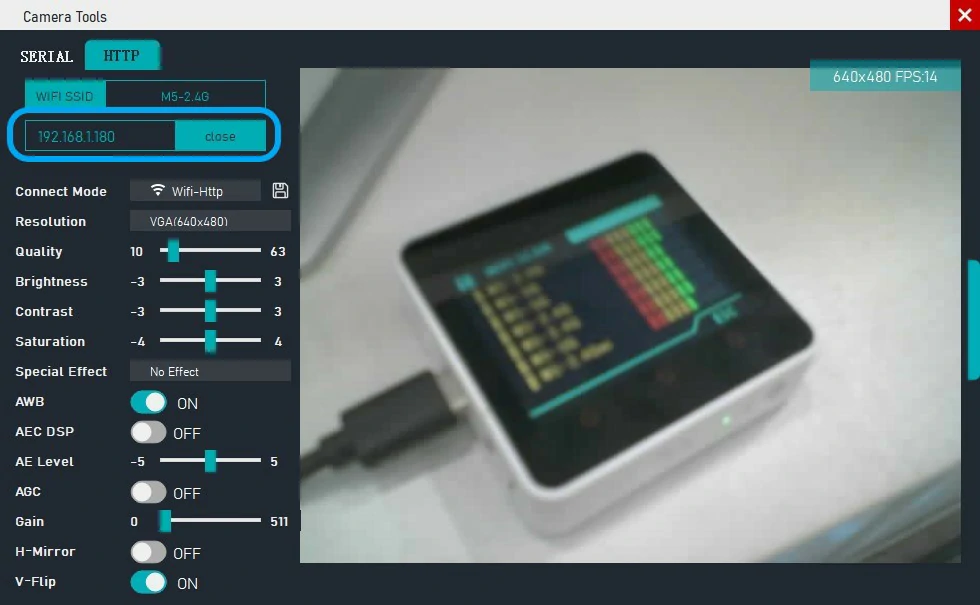 Camera Tools
SERIAL HTTP
640x480 FPS:14
WIFI SSID M5-2.4G
192.168.1.180 close
Connect Mode Wifi-Http
Resolution VGA(640x480)
Quality 10 63
Brightness -3 3
Contrast -3 3
Saturation -4 4
Special Effect No Effect
AWB ON
AEC DSP OFF
AE Level -5 5
AGC OFF
Gain 0 511
H-Mirror OFF
V-Flip ON
ESC